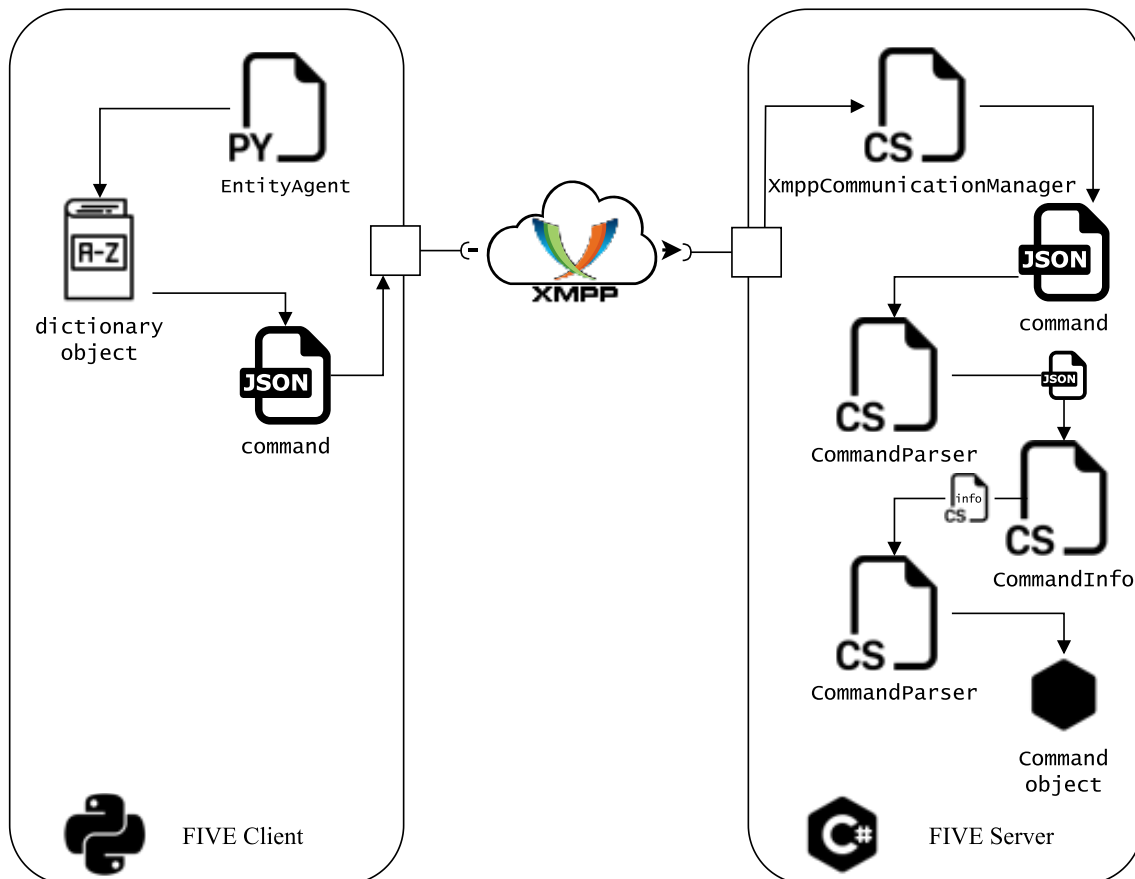 PY
EntityAgent
A-Z
dictionary
object
JSON
command
FIVE Client
XMPP
CS
XmppCommunicationManager
JSON
command
CS
CommandParser
JSON
CS
CommandInfo
info
CS
CS
CommandParser
Command
object
C#
FIVE Server